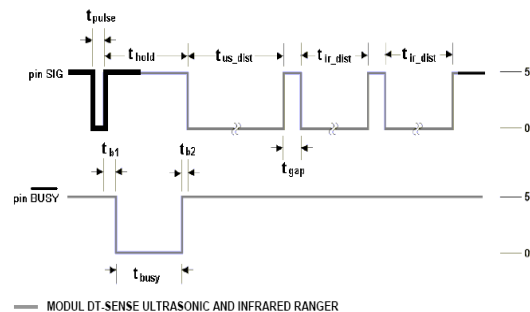 tpulse
thold tus_dist tir_dist tir_dist
pin SIG 5
0
tb1 tb2 tgap
pin BUSY 5
0
tbusy
MODUL DT-SENSE ULTRASONIC AND INFRARED RANGER